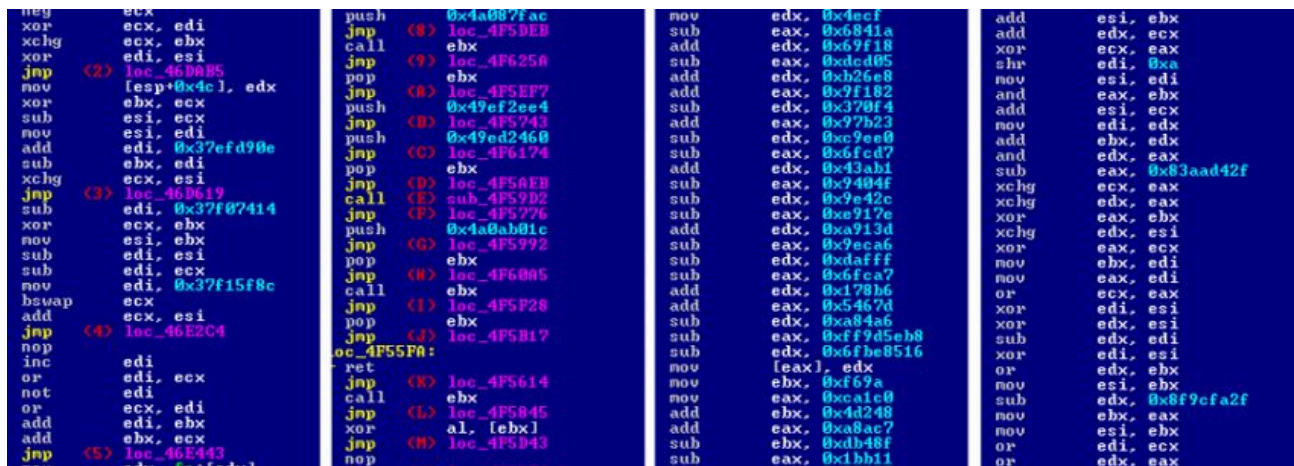 neg ecx
xor ecx, edi
xchg ecx, ebx
xor edi, esi
jmp (2) loc_46DAB5
mov [esp+0x4c], edx
xor ebx, ecx
sub esi, ecx
mov esi, edi
add edi, 0x37efd90e
sub ebx, edi
xchg ecx, esi
jmp (3) loc_46D619
sub edi, 0x37f07414
xor ecx, ebx
mov esi, ebx
sub edi, esi
sub edi, ecx
mov edi, 0x37f15f8c
bswap ecx
add ecx, esi
jmp (4) loc_46E2C4
nop
inc edi
or edi, ecx
not edi
or ecx, edi
add edi, ebx
add ebx, ecx
jmp (5) loc_46E443
push 0x4a087fac
jmp (8) loc_4F5DEB
call ebx
jmp (9) loc_4F625A
pop ebx
jmp (A) loc_4F5EF7
push 0x49ef2ee4
jmp (B) loc_4F5743
push 0x49ed2460
jmp (C) loc_4F6174
pop ebx
jmp (D) loc_4F5AEB
call (E) sub_4F59D2
jmp (F) loc_4F5776
push 0x4a0ab01c
jmp (G) loc_4F5992
pop ebx
jmp (H) loc_4F60A5
call ebx
jmp (I) loc_4F5F28
pop ebx
jmp (J) loc_4F5B17
loc_4F55FA:
ret
jmp (K) loc_4F5614
call ebx
jmp (L) loc_4F5845
xor al, [ebx]
jmp (M) loc_4F5D43
nop
mov edx, 0x4ecf
sub eax, 0x6841a
add edx, 0x69f18
sub eax, 0xdcd05
add edx, 0xb26e8
add eax, 0x9f182
sub edx, 0x370f4
add eax, 0x97b23
sub edx, 0xc9ee0
add eax, 0x6fcd7
add edx, 0x43ab1
sub eax, 0x9404f
sub edx, 0x9e42c
sub eax, 0xe917e
add edx, 0xa913d
sub eax, 0x9eca6
sub edx, 0xdafff
sub eax, 0x6fca7
add edx, 0x178b6
add eax, 0x5467d
sub edx, 0xa84a6
sub eax, 0xff9d5eb8
sub edx, 0x6fbe8516
mov [eax], edx
mov ebx, 0xf69a
mov eax, 0xca1c0
add ebx, 0x4d248
add eax, 0xa8ac7
sub ebx, 0xdb48f
sub eax, 0x1bb11
add esi, ebx
add edx, ebx
xor ecx, eax
shr edi, 0xa
mov esi, edi
and eax, ebx
add esi, ecx
mov edi, edx
add ebx, edx
and edx, eax
sub eax, 0x83aad42f
xchg ecx, eax
xchg edx, eax
xor eax, ebx
xchg edx, esi
xor eax, ecx
mov ebx, edi
mov eax, edi
or ecx, eax
xor edi, esi
xor edx, esi
sub edx, edi
xor edi, esi
or edx, ebx
mov esi, ebx
sub edx, 0x8f9cfa2f
mov ebx, eax
mov esi, ebx
or edi, ecx
or edx, eax